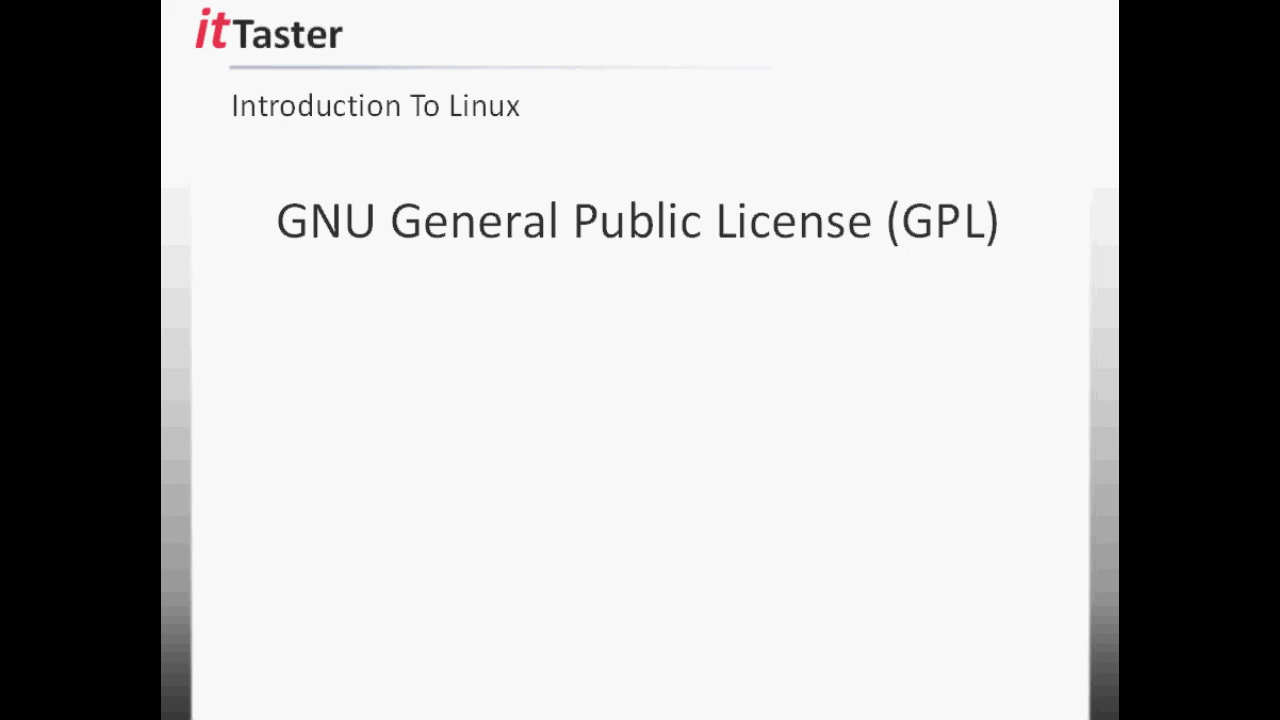 itTaster
Introduction To Linux
GNU General Public License (GPL)